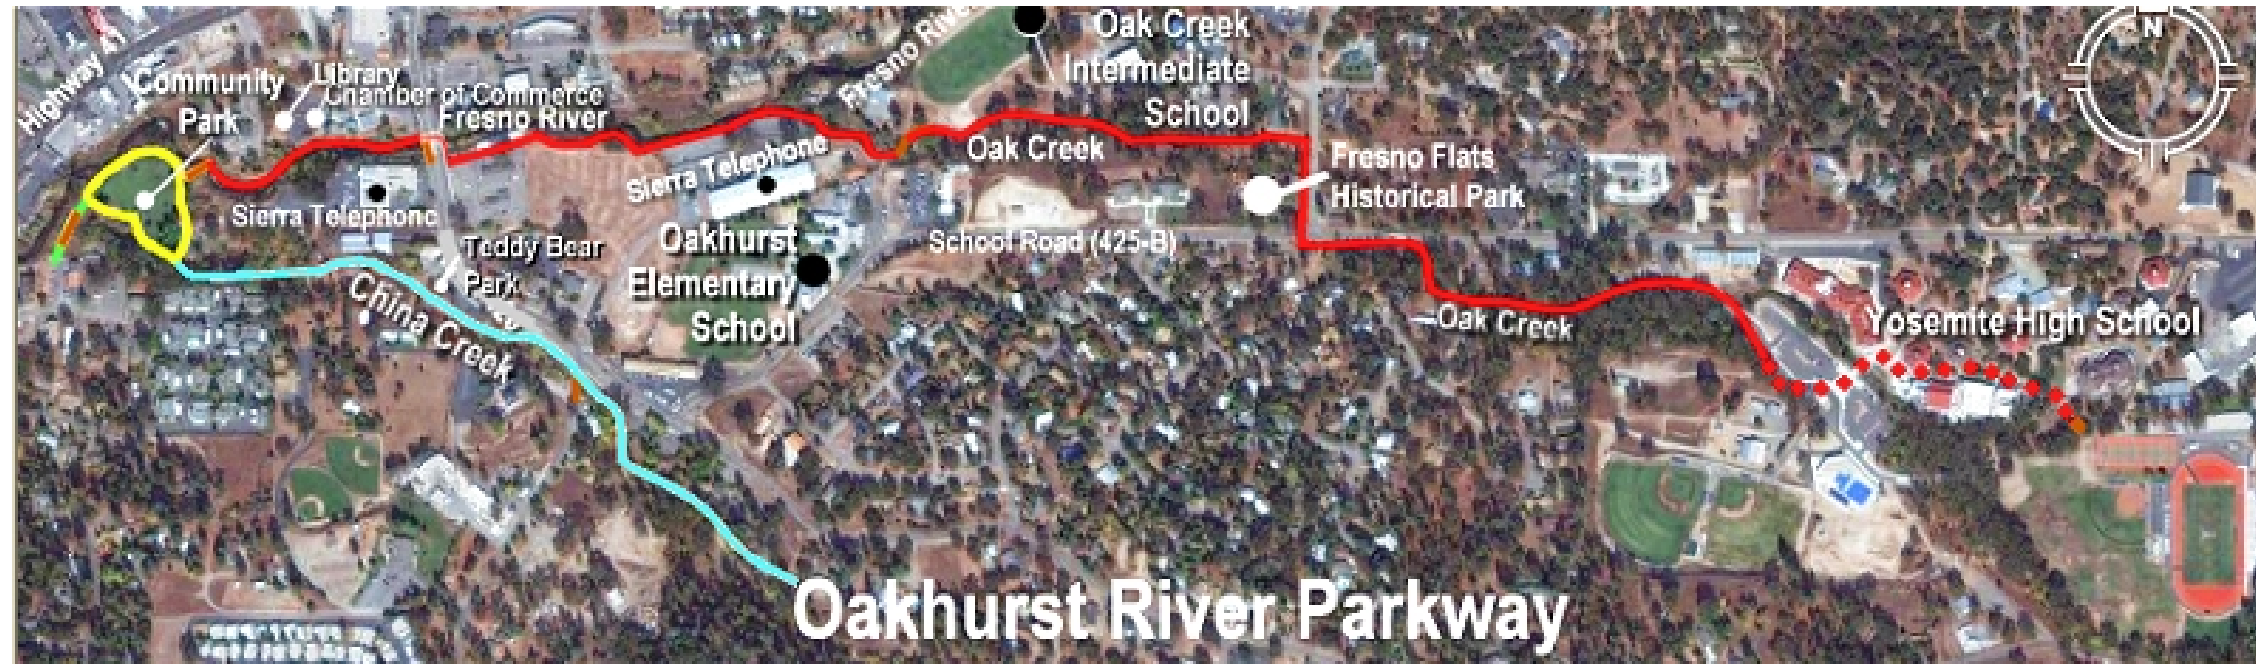 N
Highway 41
Community
Park
Library
Chamber of Commerce
Fresno River
Fresno River
Oak Creek
Intermediate
School
Sierra Telephone
Sierra Telephone
Oak Creek
Fresno Flats
Historical Park
Teddy Bear
Park
China Creek
Oakhurst
Elementary
School
School Road (425-B)
Oak Creek
Yosemite High School
Oakhurst River Parkway